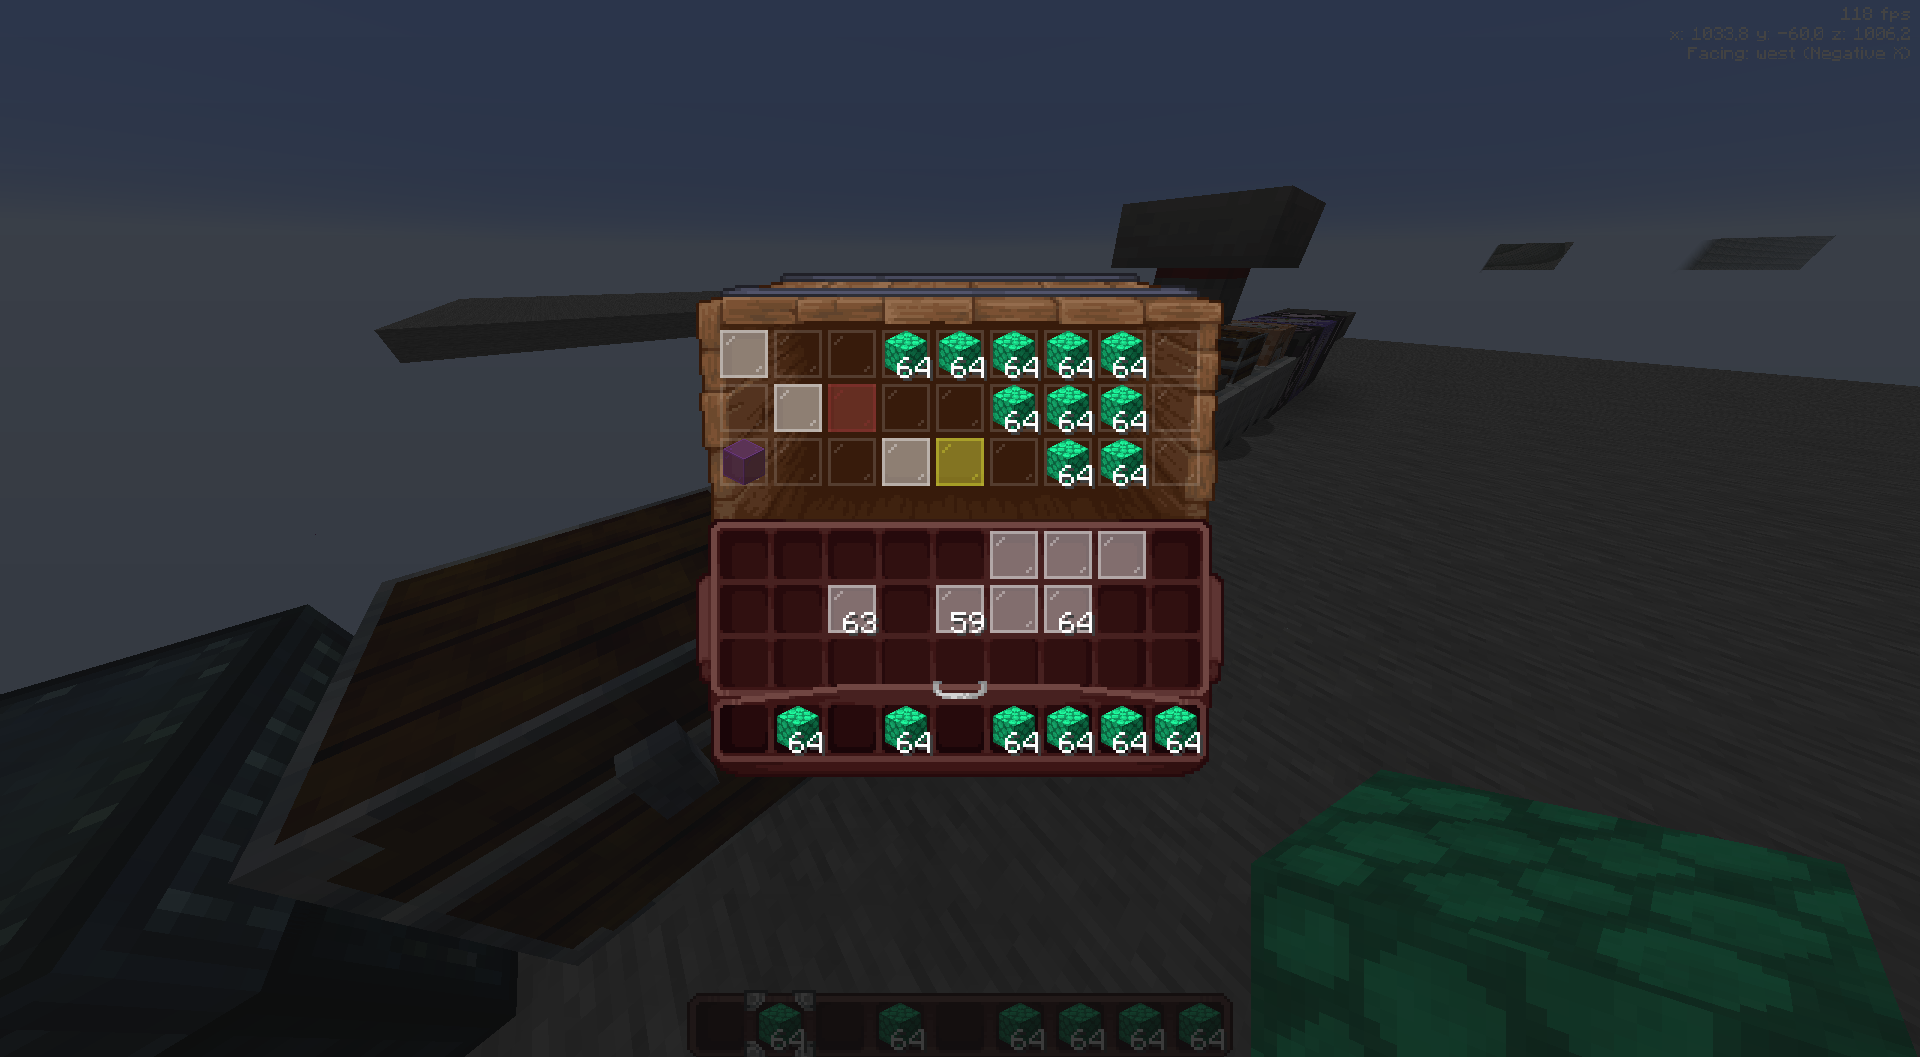 118 fps
x: 1033.8 y: -60.0 z: 1006.2
Facing: west (Negative X)
64 64 64 64 64
64 64 64
64 64
63 59 64
64 64 64 64 64 64
64 64 64 64 64 64